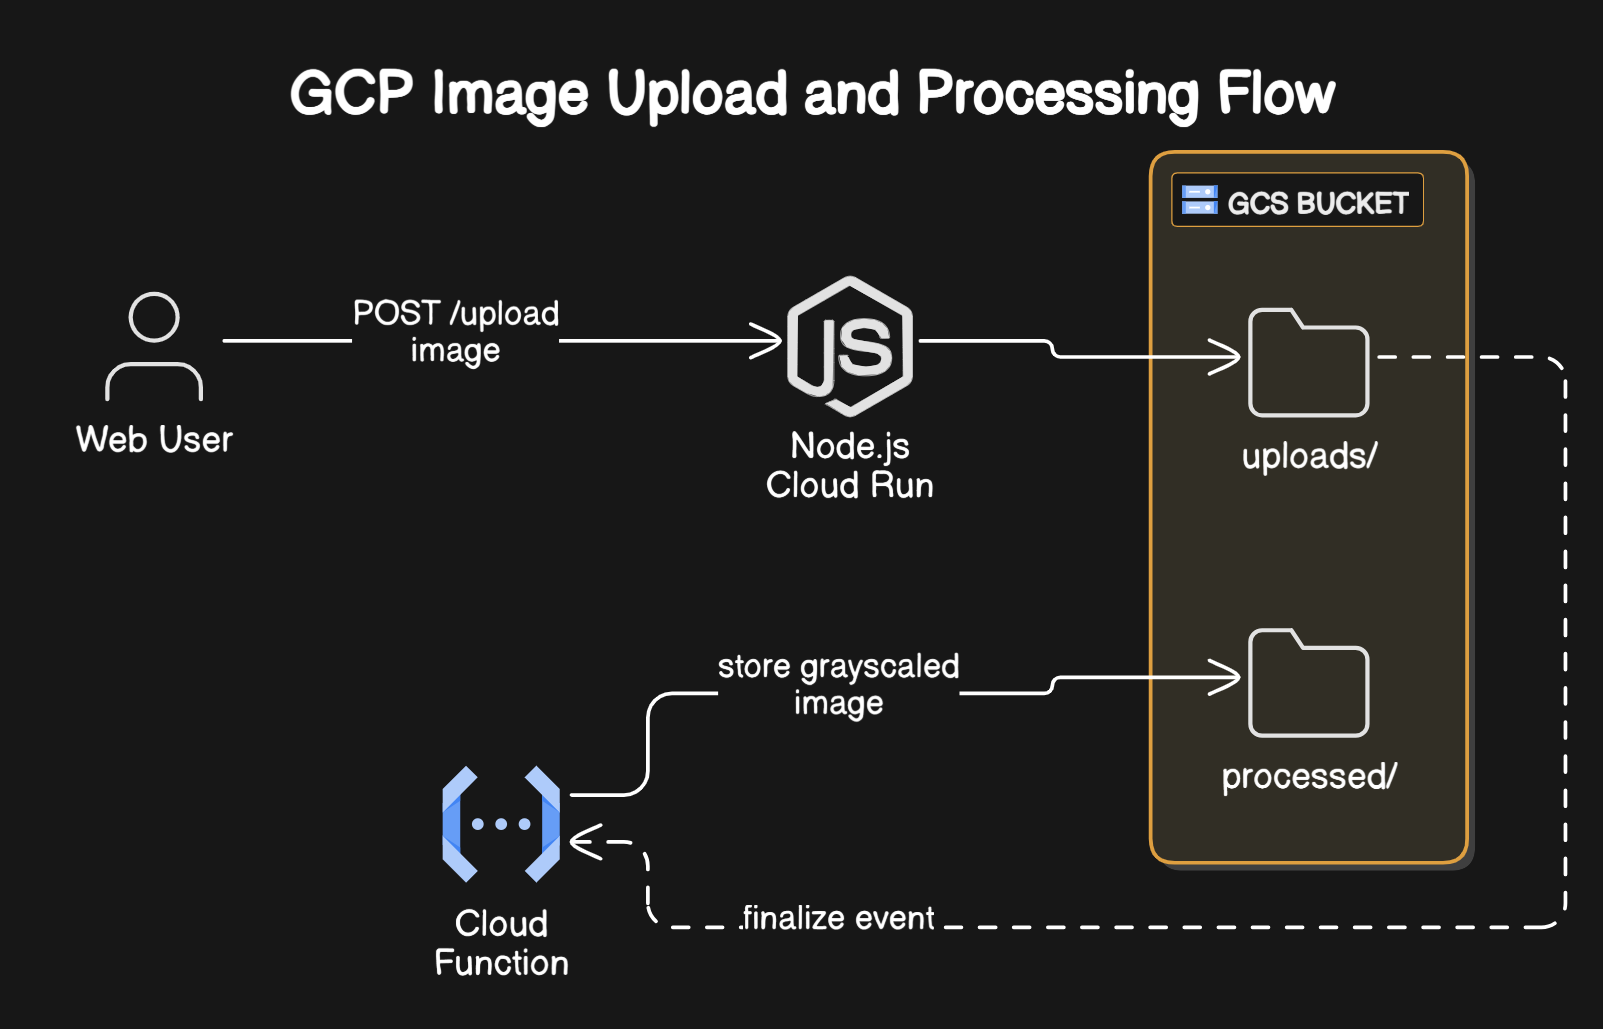 GCP Image Upload and Processing Flow
GCS BUCKET
POST /upload
image
JS
Web User
Node.js
Cloud Run
uploads/
store grayscaled
image
processed/
finalize event
Cloud
Function